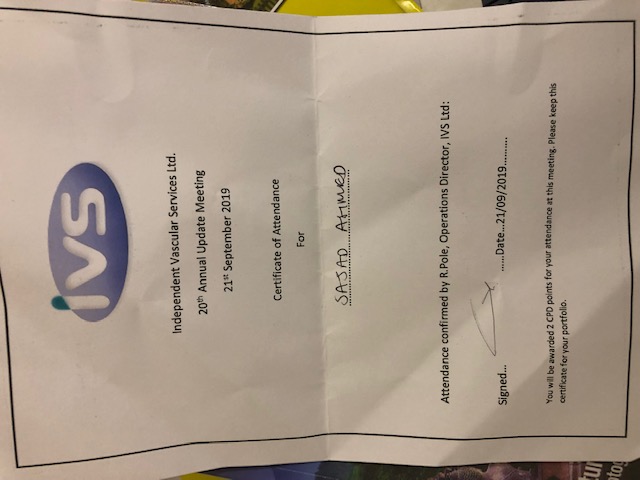 ivs
Independent Vascular Services Ltd.
20th Annual Update Meeting
21st September 2019
Certificate of Attendance
For
SAJAD AHMED
Attendance confirmed by R.Pole, Operations Director, IVS Ltd:
Signed... ......Date...21/09/2019..........
You will be awarded 2 CPD points for your attendance at this meeting. Please keep this
certificate for your portfolio.